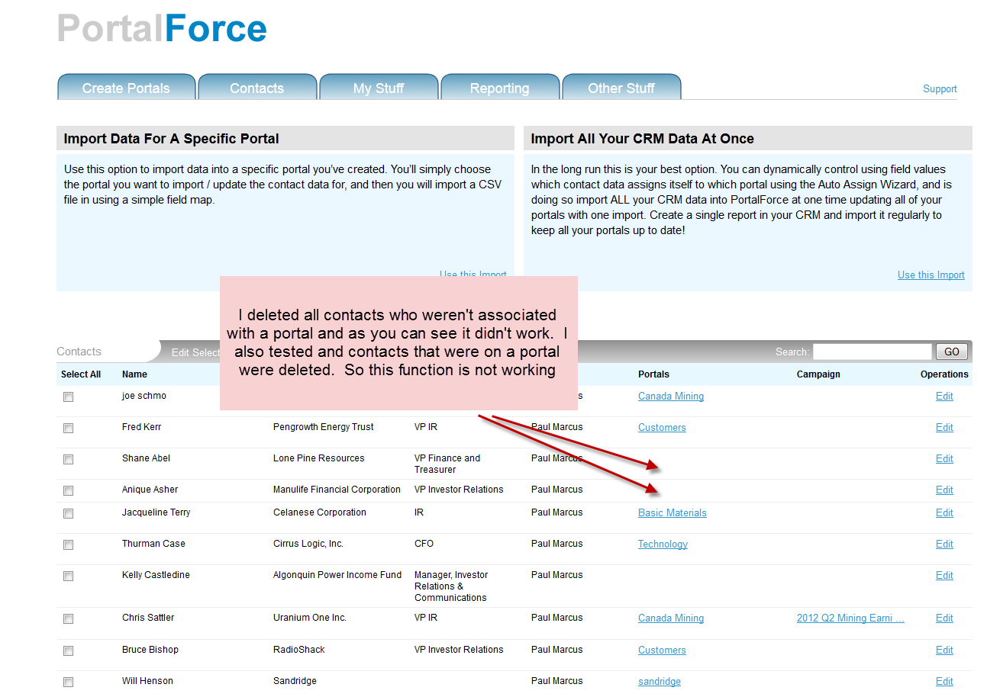 PortalForce
Create Portals
Contacts
My Stuff
Reporting
Other Stuff
Support
Import Data For A Specific Portal
Use this option to import data into a specific portal you've created. You'll simply choose
the portal you want to import / update the contact data for, and then you will import a CSV
file in using a simple field map.
Use this Import
Import All Your CRM Data At Once
In the long run this is your best option. You can dynamically control using field values
which contact data assigns itself to which portal using the Auto Assign Wizard, and is
doing so import ALL your CRM data into PortalForce at one time updating all of your
portals with one import. Create a single report in your CRM and import it regularly to
keep all your portals up to date!
Use this Import
I deleted all contacts who weren't associated
with a portal and as you can see it didn't work. I
also tested and contacts that were on a portal
were deleted. So this function is not working
Contacts
Edit Select
Search:
GO
Select All Name Portals Campaign Operations
joe schmo s Canada Mining Edit
Fred Kerr Pengrowth Energy Trust VP IR Paul Marcus Customers Edit
Shane Abel Lone Pine Resources VP Finance and Paul Marcus Edit
Treasurer
Anique Asher Manulife Financial Corporation VP Investor Relations Paul Marcus Edit
Jacqueline Terry Celanese Corporation IR Paul Marcus Basic Materials Edit
Thurman Case Cirrus Logic, Inc. CFO Paul Marcus Technology Edit
Kelly Castledine Algonquin Power Income Fund Manager, Investor Paul Marcus Edit
Relations &
Communications
Chris Sattler Uranium One Inc. VP IR Paul Marcus Canada Mining 2012 Q2 Mining Earni ... Edit
Bruce Bishop RadioShack VP Investor Relations Paul Marcus Customers Edit
Will Henson Sandridge Paul Marcus sandridge Edit